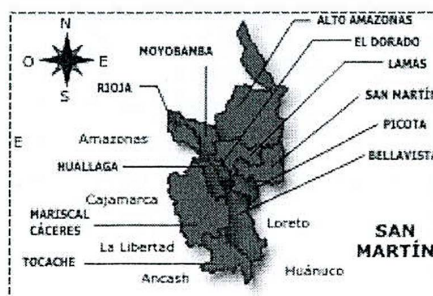 N
O E
S
ALTO AMAZONAS
EL DORADO
MOYOBAMBA
LAMAS
RIOJA
SAN MARTÍN
Amazonas
PICOTA
E
HUALLAGA
BELLAVISTA
Cajamarca
MARISCAL
CÁCERES
Loreto
SAN
MARTÍN
La Libertad
TOCACHE
Ancash
Huánuco